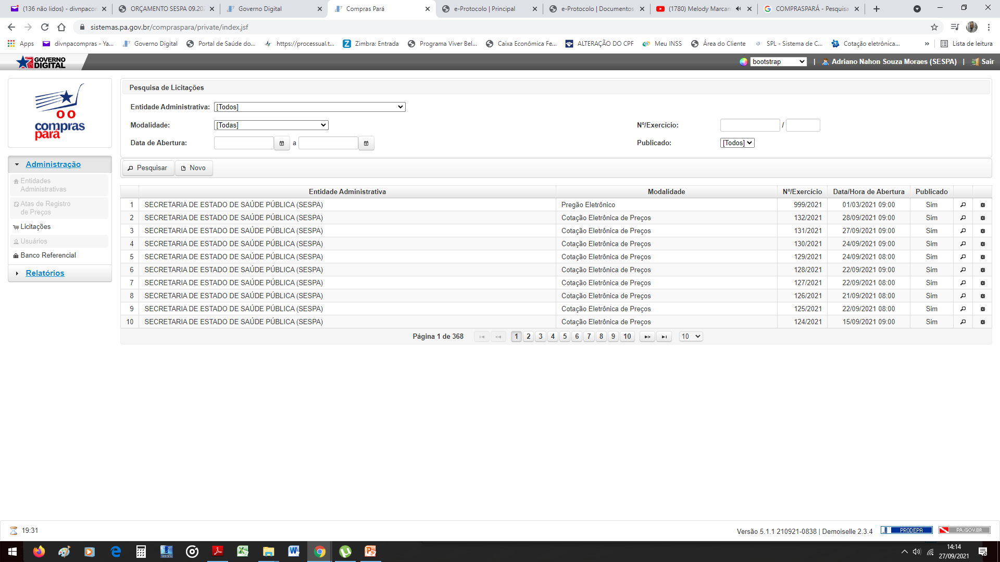 (136 não lidos) - divnpacon
ORÇAMENTO SESPA 09.202
Governo Digital
Compras Pará
e-Protocolo | Principal
e-Protocolo | Documentos
(1780) Melody Marcan
COMPRASPARÁ - Pesquisa
sistemas.pa.gov.br/compraspara/private/index.jsf
Apps
divnpacompras - Ya...
Governo Digital
Portal de Saúde do...
https://processual.t...
Zimbra: Entrada
Programa Viver Bel...
Caixa Econômica Fe...
ALTERAÇÃO DO CPF
Meu INSS
Área do Cliente
SPL - Sistema de C...
Cotação eletrônica...
»
Lista de leitura
GOVERNO
DIGITAL
bootstrap | Adriano Nahon Souza Moraes (SESPA) | Sair
compras
pará
Administração
Entidades
Administrativas
Atas de Registro
de Preços
Licitações
Usuários
Banco Referencial
Relatórios
Pesquisa de Licitações
Entidade Administrativa: [Todos]
Modalidade: [Todas] Nº/Exercício: /
Data de Abertura: a Publicado: [Todos]
Pesquisar Novo
Entidade Administrativa Modalidade Nº/Exercício Data/Hora de Abertura Publicado
1 SECRETARIA DE ESTADO DE SAÚDE PÚBLICA (SESPA) Pregão Eletrônico 999/2021 01/03/2021 09:00 Sim
2 SECRETARIA DE ESTADO DE SAÚDE PÚBLICA (SESPA) Cotação Eletrônica de Preços 132/2021 28/09/2021 09:00 Sim
3 SECRETARIA DE ESTADO DE SAÚDE PÚBLICA (SESPA) Cotação Eletrônica de Preços 131/2021 27/09/2021 09:00 Sim
4 SECRETARIA DE ESTADO DE SAÚDE PÚBLICA (SESPA) Cotação Eletrônica de Preços 130/2021 24/09/2021 09:00 Sim
5 SECRETARIA DE ESTADO DE SAÚDE PÚBLICA (SESPA) Cotação Eletrônica de Preços 129/2021 24/09/2021 08:00 Sim
6 SECRETARIA DE ESTADO DE SAÚDE PÚBLICA (SESPA) Cotação Eletrônica de Preços 128/2021 22/09/2021 09:00 Sim
7 SECRETARIA DE ESTADO DE SAÚDE PÚBLICA (SESPA) Cotação Eletrônica de Preços 127/2021 22/09/2021 08:00 Sim
8 SECRETARIA DE ESTADO DE SAÚDE PÚBLICA (SESPA) Cotação Eletrônica de Preços 126/2021 21/09/2021 08:00 Sim
9 SECRETARIA DE ESTADO DE SAÚDE PÚBLICA (SESPA) Cotação Eletrônica de Preços 125/2021 22/09/2021 08:00 Sim
10 SECRETARIA DE ESTADO DE SAÚDE PÚBLICA (SESPA) Cotação Eletrônica de Preços 124/2021 15/09/2021 09:00 Sim
Página 1 de 368 1 2 3 4 5 6 7 8 9 10 10
19:31
Versão 5.1.1 210921-0838 | Demoiselle 2.3.4 PRODEPA PA.GOV.BR
14:14
27/09/2021